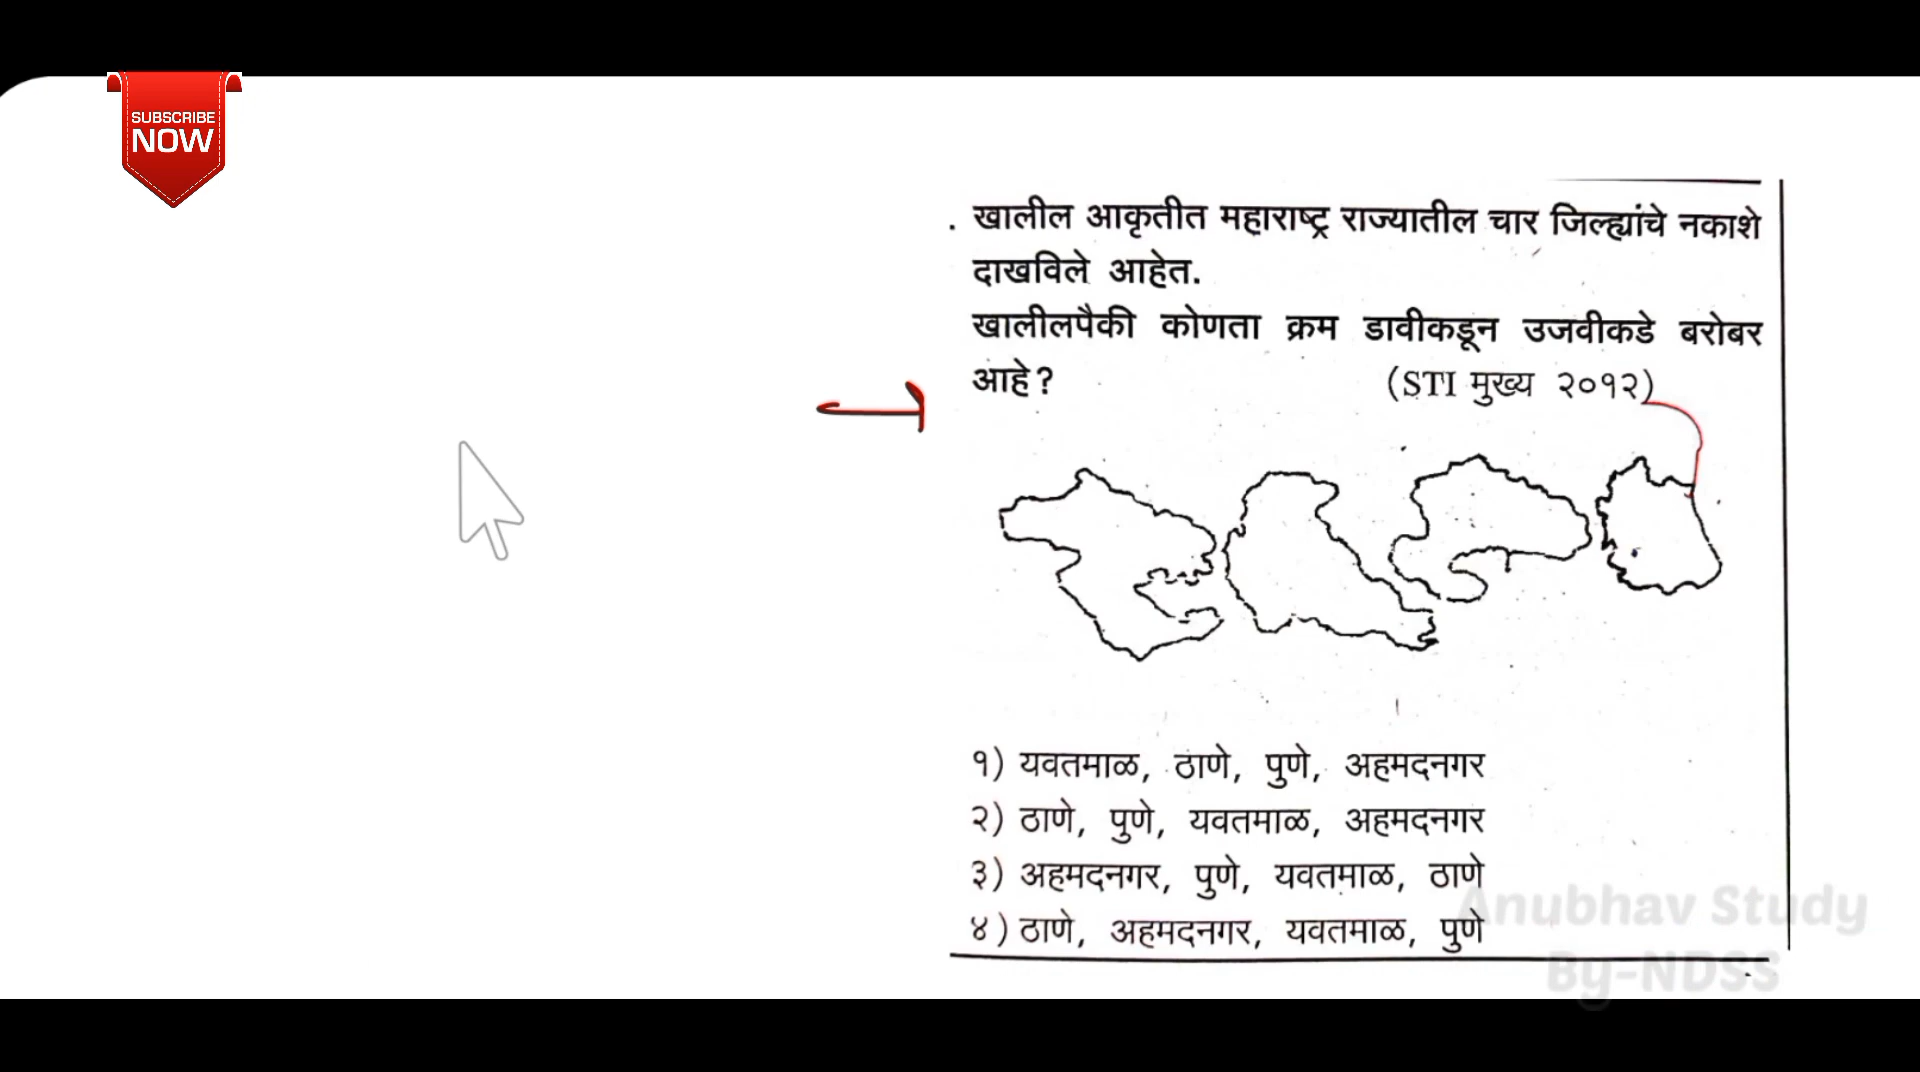 SUBSCRIBE
NOW
. खालील आकृतीत महाराष्ट्र राज्यातील चार जिल्ह्यांचे नकाशे
दाखविले आहेत.
खालीलपैकी कोणता क्रम डावीकडून उजवीकडे बरोबर
आहे? (STI मुख्य २०१२)
१) यवतमाळ, ठाणे, पुणे, अहमदनगर
२) ठाणे, पुणे, यवतमाळ, अहमदनगर
३) अहमदनगर, पुणे, यवतमाळ, ठाणे
४) ठाणे, अहमदनगर, यवतमाळ, पुणे
Anubhav Study
By-NDSS